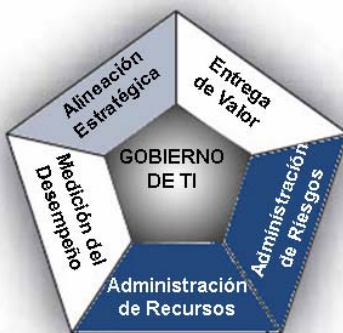 Alineación
Estratégica
Entrega
de Valor
GOBIERNO
DE TI
Medición del
Desempeño
Administración
de Riesgos
Administración
de Recursos